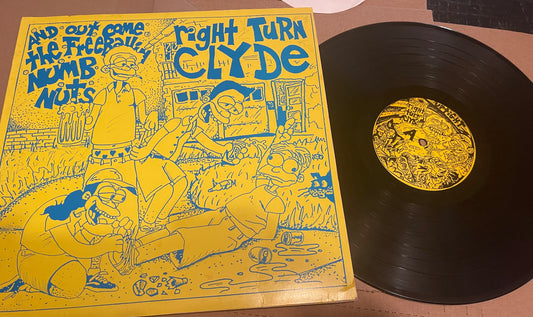 AND out come
the FreeBallin
NUMB
NUTS
right TURN
CLYDE